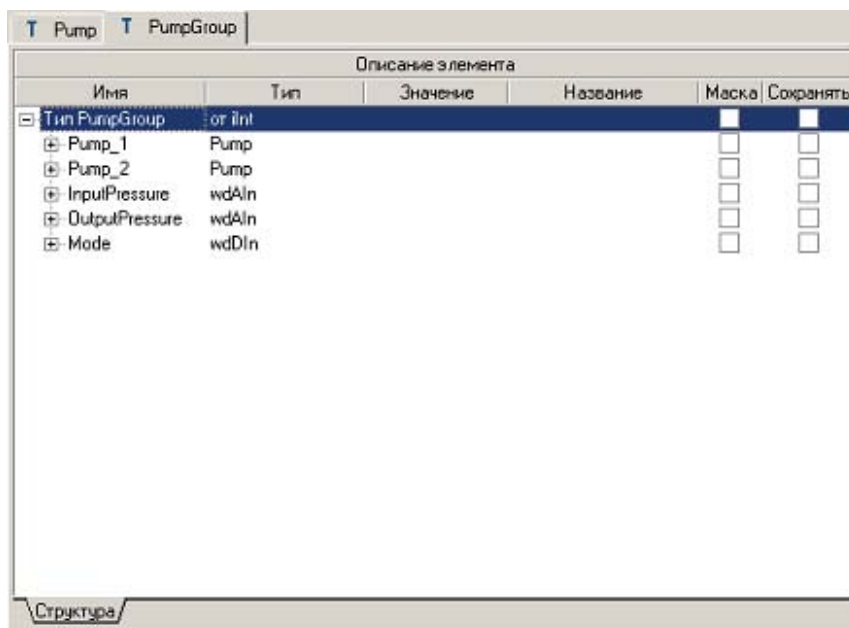 T Pump T PumpGroup
Описание элемента
Имя Тип Значение Название Маска Сохранять
Тип PumpGroup от iInt
Pump_1 Pump
Pump_2 Pump
InputPressure wdAIn
OutputPressure wdAIn
Mode wdDIn
Структура